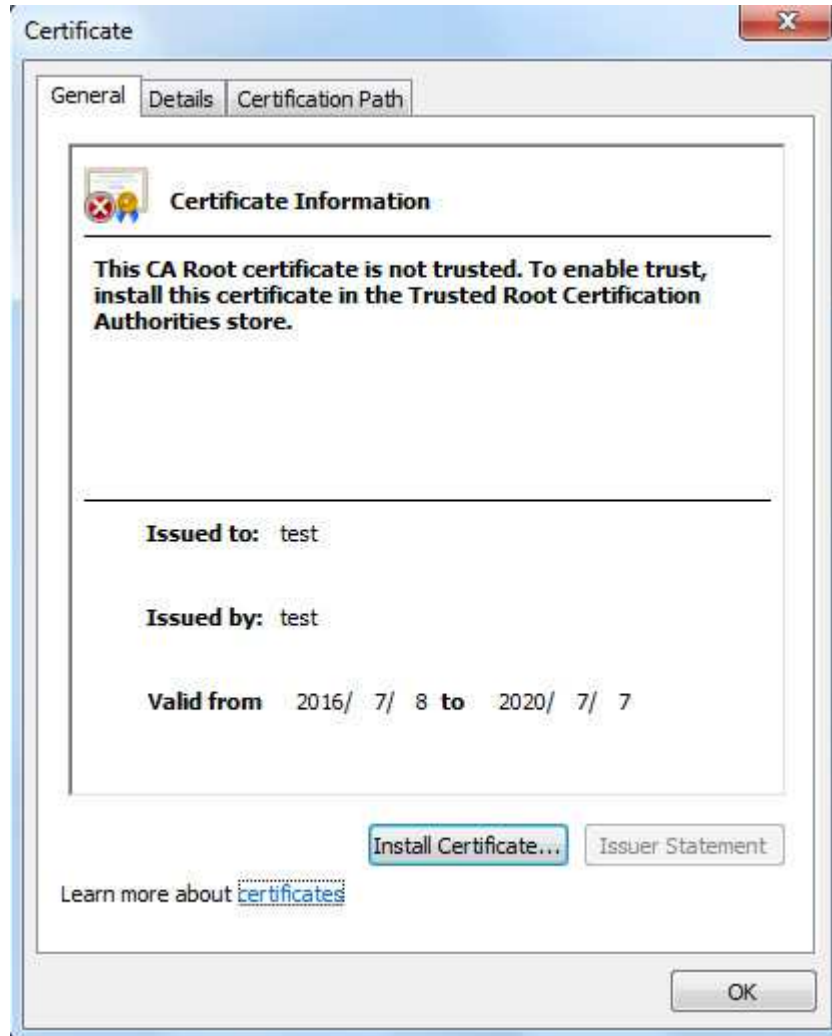 Certificate
General Details Certification Path
Certificate Information
This CA Root certificate is not trusted. To enable trust,
install this certificate in the Trusted Root Certification
Authorities store.
Issued to: test
Issued by: test
Valid from 2016/ 7/ 8 to 2020/ 7/ 7
Install Certificate... Issuer Statement
Learn more about certificates
OK